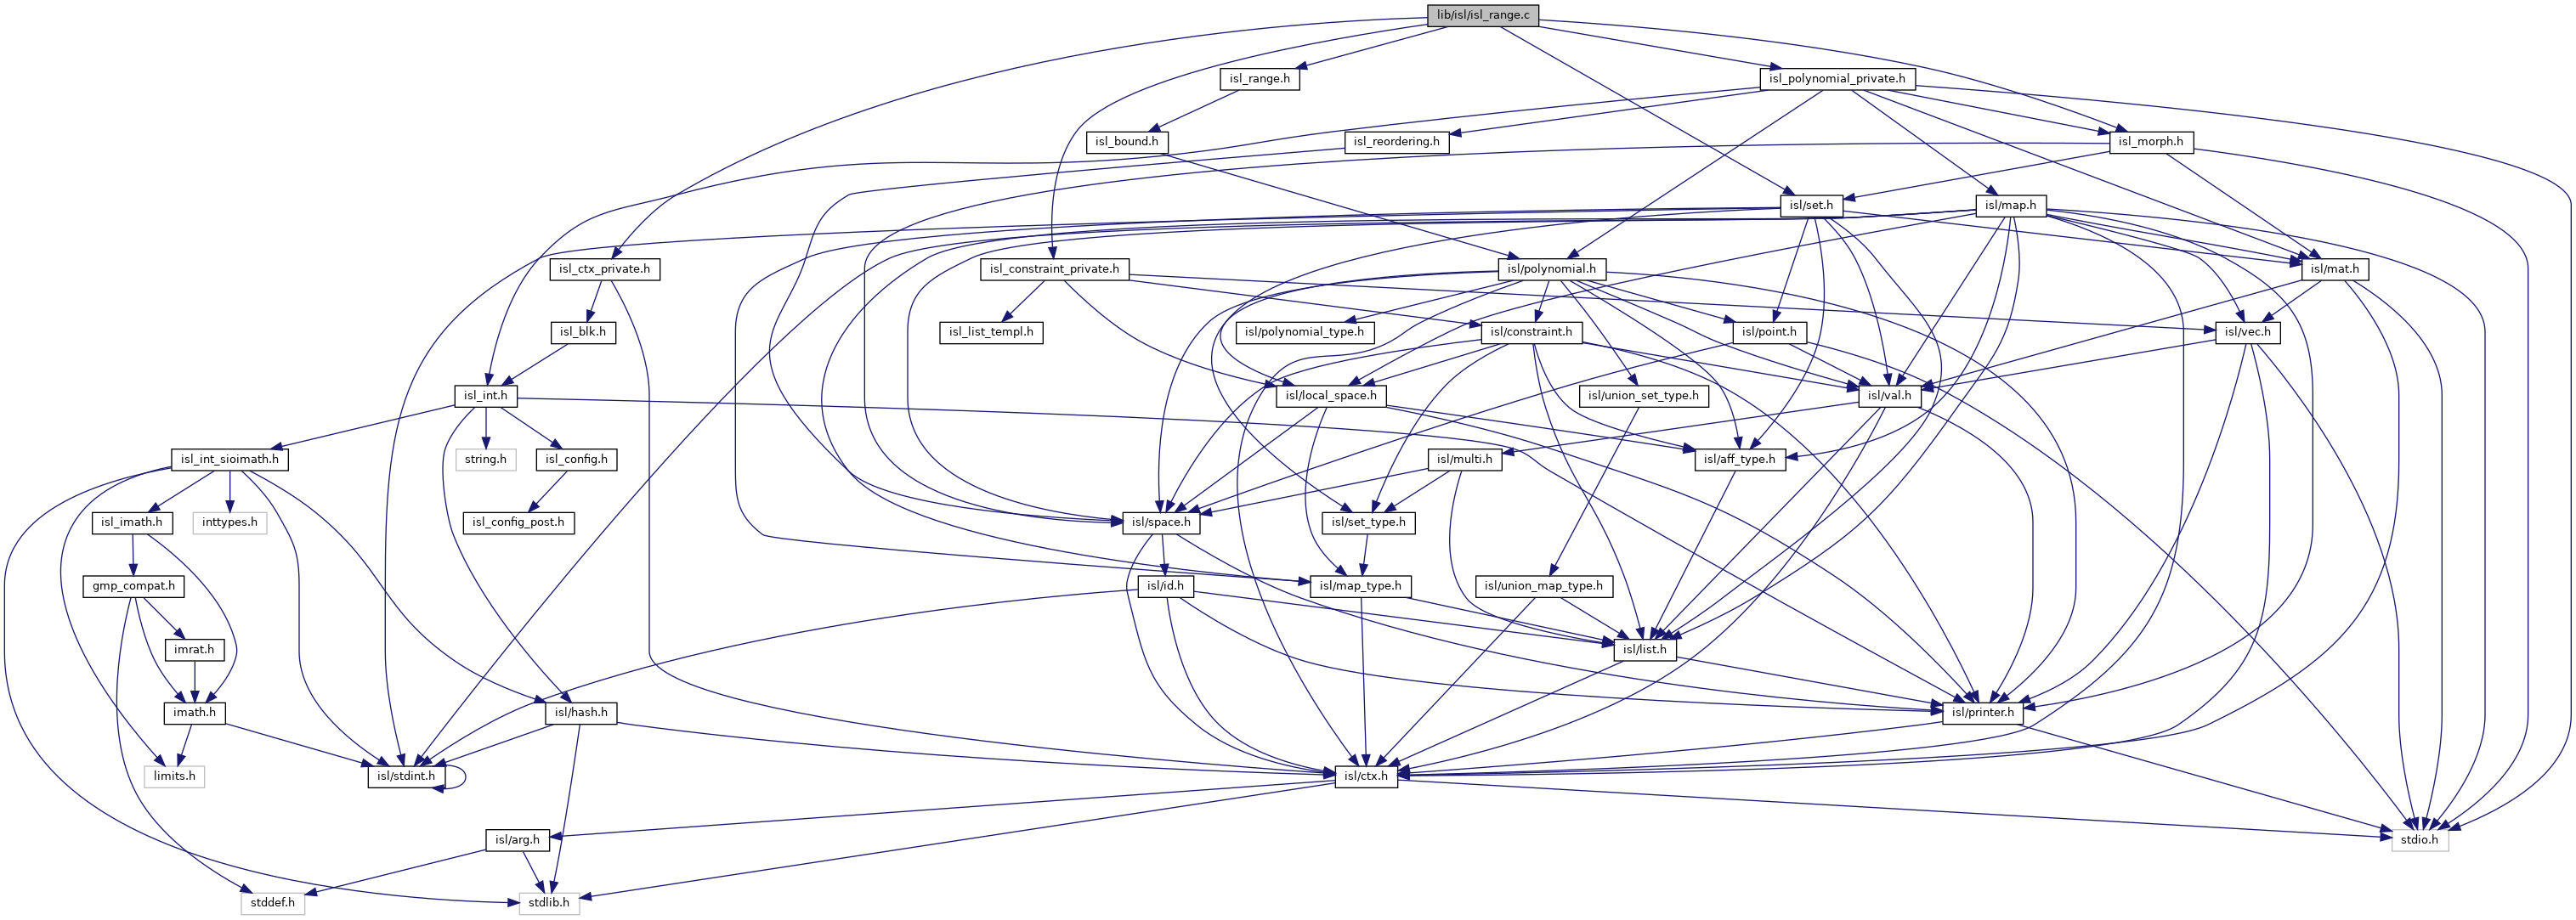 lib/isl/isl_range.c
isl_range.h
isl_polynomial_private.h
isl_bound.h
isl_reordering.h
isl_morph.h
isl/set.h
isl/map.h
isl_ctx_private.h
isl_constraint_private.h
isl/polynomial.h
isl/mat.h
isl_blk.h
isl_list_templ.h
isl/polynomial_type.h
isl/constraint.h
isl/point.h
isl/vec.h
isl_int.h
isl/local_space.h
isl/union_set_type.h
isl/val.h
isl_int_sioimath.h
string.h
isl_config.h
isl/multi.h
isl/aff_type.h
isl_imath.h
inttypes.h
isl_config_post.h
isl/space.h
isl/set_type.h
gmp_compat.h
isl/id.h
isl/map_type.h
isl/union_map_type.h
imrat.h
isl/list.h
imath.h
isl/hash.h
isl/printer.h
limits.h
isl/stdint.h
isl/ctx.h
isl/arg.h
stdio.h
stddef.h
stdlib.h